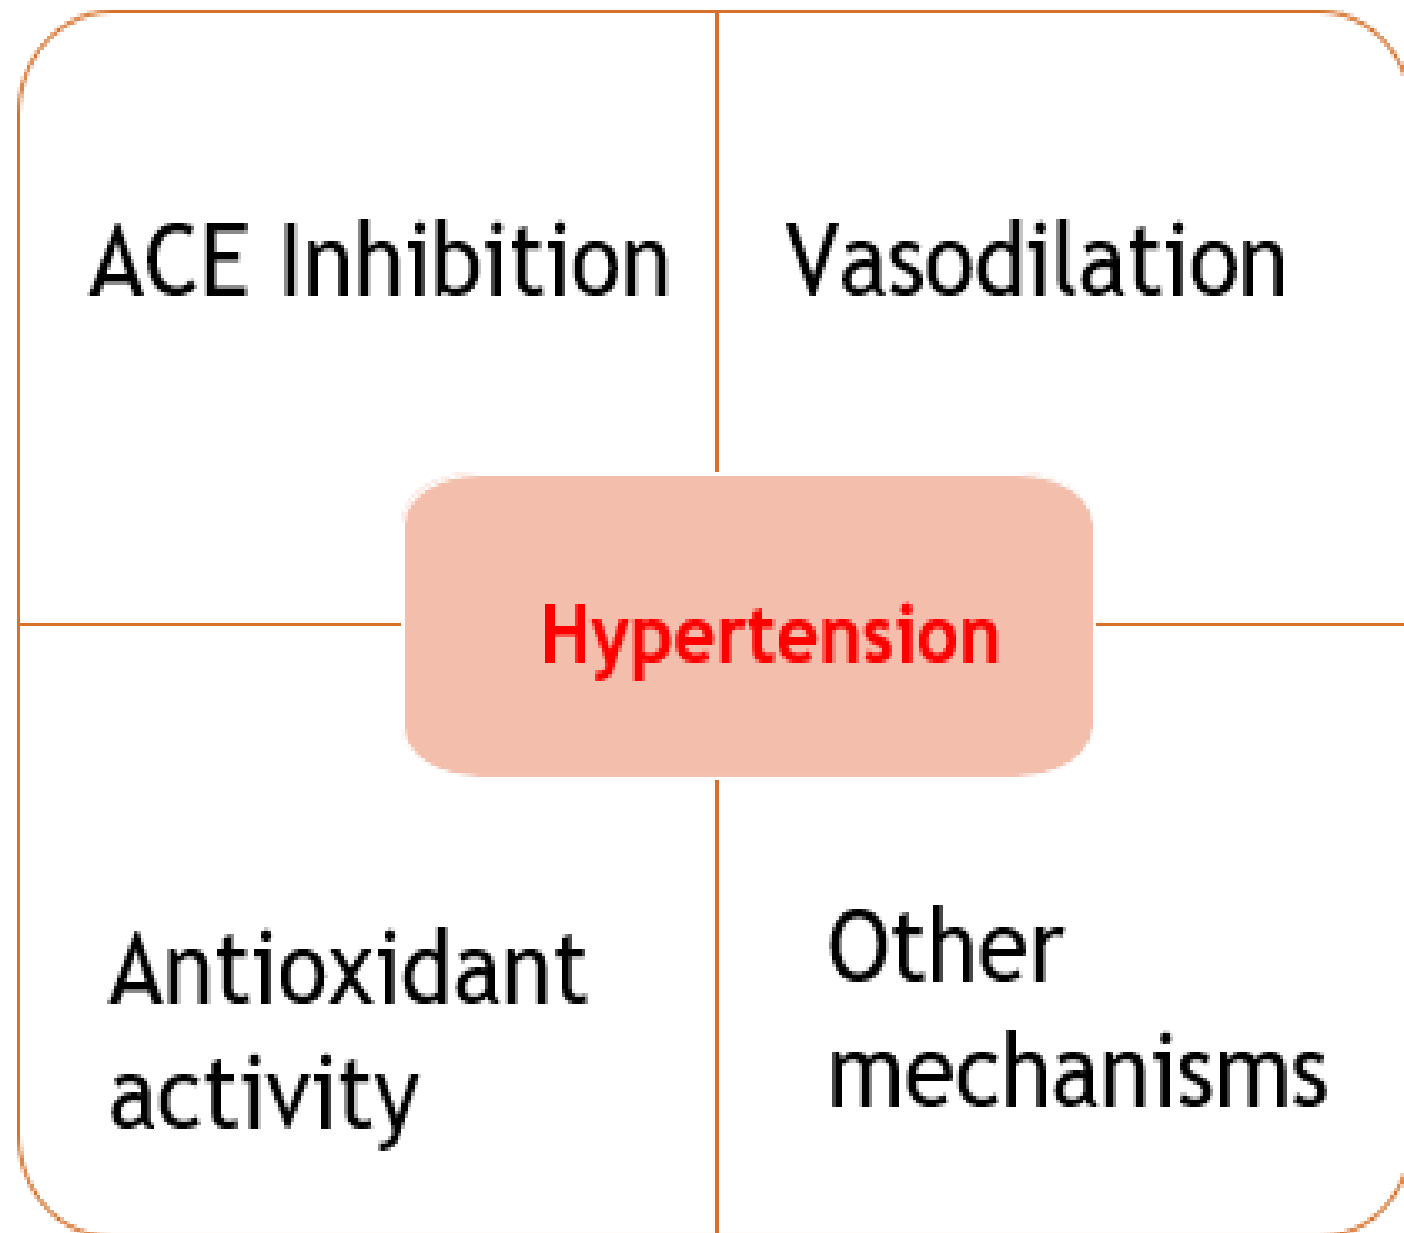 ACE Inhibition
Vasodilation
Hypertension
Antioxidant
activity
Other
mechanisms